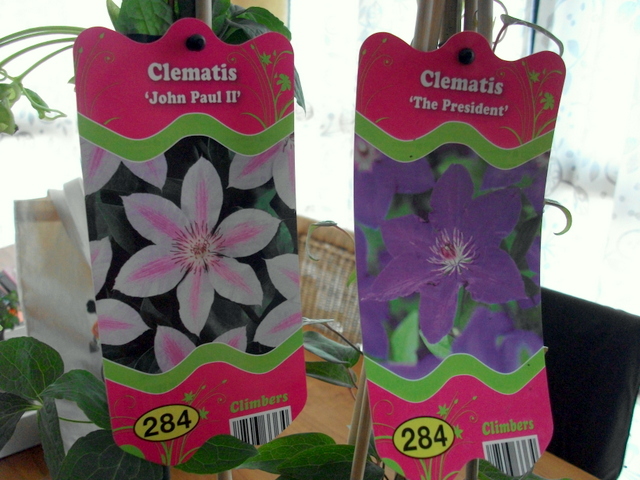 Clematis
'John Paul II'
284
Climbers
Clematis
'The President'
284
Climbers